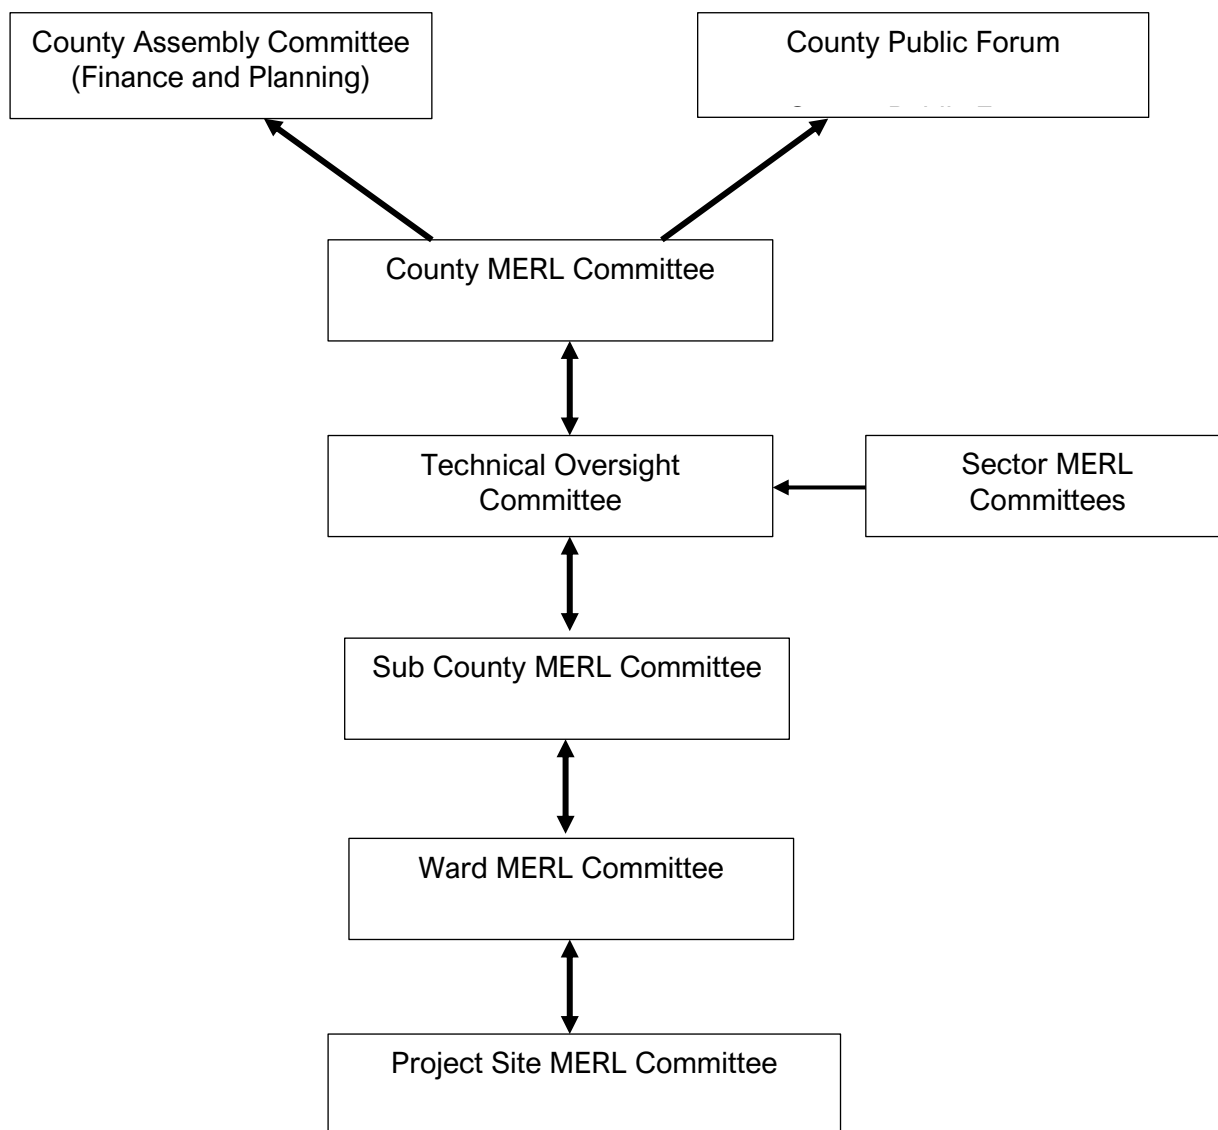 County Assembly Committee
(Finance and Planning)
County Public Forum
County MERL Committee
Technical Oversight
Committee
Sector MERL
Committees
Sub County MERL Committee
Ward MERL Committee
Project Site MERL Committee